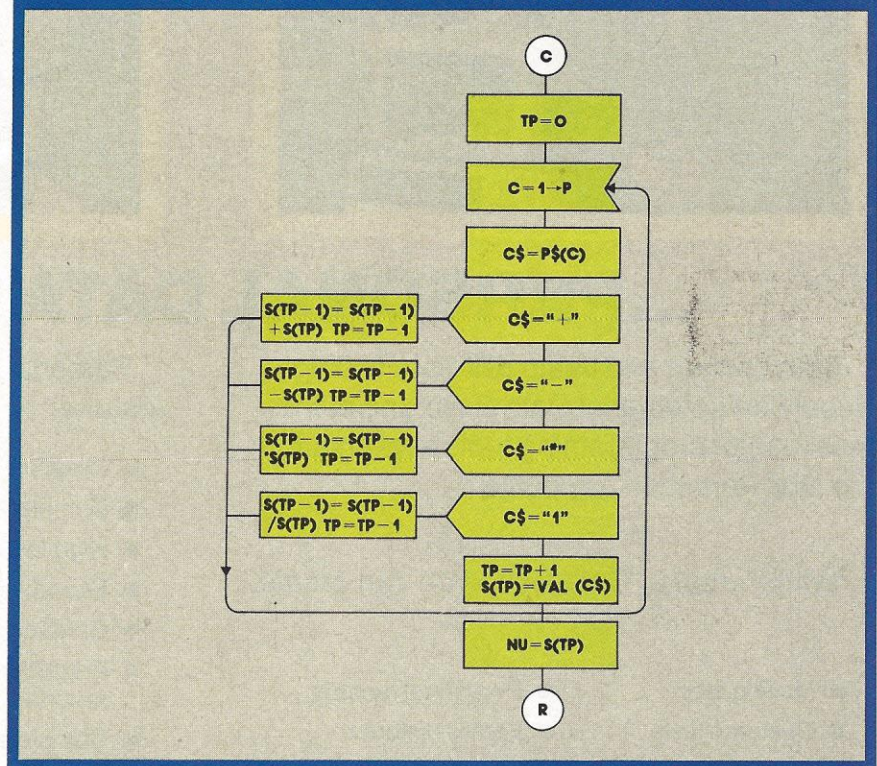 C
TP=0
C=1→P
C$=P$(C)
S(TP-1)=S(TP-1)
+S(TP) TP=TP-1
C$="+"
S(TP-1)=S(TP-1)
-S(TP) TP=TP-1
C$="-"
S(TP-1)=S(TP-1)
*S(TP) TP=TP-1
C$="*"
S(TP-1)=S(TP-1)
/S(TP) TP=TP-1
C$="1"
TP=TP+1
S(TP)=VAL (C$)
NU=S(TP)
R